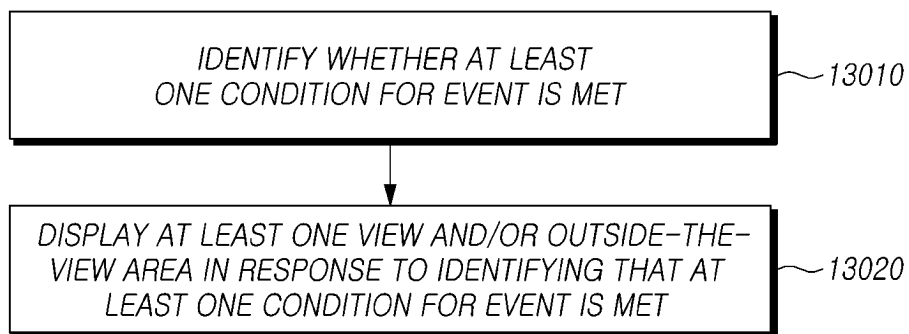 IDENTIFY WHETHER AT LEAST
ONE CONDITION FOR EVENT IS MET
13010
DISPLAY AT LEAST ONE VIEW AND/OR OUTSIDE-THE-
VIEW AREA IN RESPONSE TO IDENTIFYING THAT AT
LEAST ONE CONDITION FOR EVENT IS MET
13020